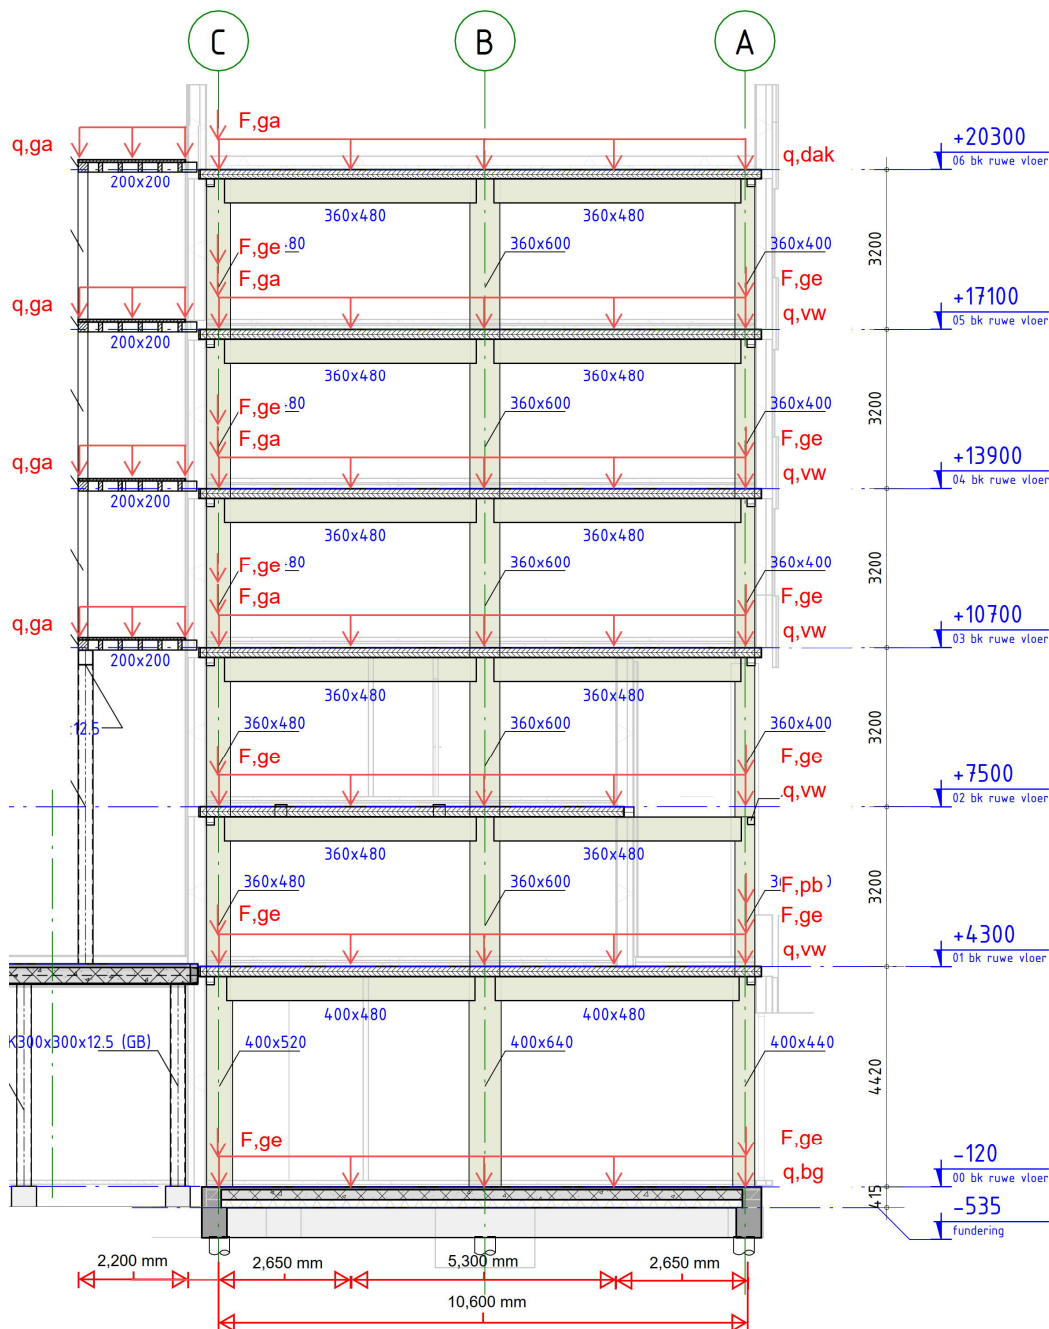 C B A
F,ga
q,ga
q,dak
+20300
06 bk ruwe vloer
200x200
360x480 360x480
3200
F,ge -80 360x600 360x400
F,ga F,ge
q,ga q,vw
+17100
05 bk ruwe vloer
200x200
360x480 360x480
3200
F,ge -80 360x600 360x400
F,ga F,ge
q,ga q,vw
+13900
04 bk ruwe vloer
200x200
360x480 360x480
3200
F,ge -80 360x600 360x400
F,ga F,ge
q,ga q,vw
+10700
03 bk ruwe vloer
200x200
360x480 360x480
3200
:12.5 360x480 360x600 360x400
F,ge F,ge
q,vw
+7500
02 bk ruwe vloer
360x480 360x480
3200
360x480 360x600 F,pb
F,ge F,ge
q,vw
+4300
01 bk ruwe vloer
400x480 400x480
K300x300x12.5 (GB) 400x520 400x640 400x440
4420
F,ge F,ge
q,bg
-120
00 bk ruwe vloer
415
-535
fundering
2,200 mm 2,650 mm 5,300 mm 2,650 mm
10,600 mm